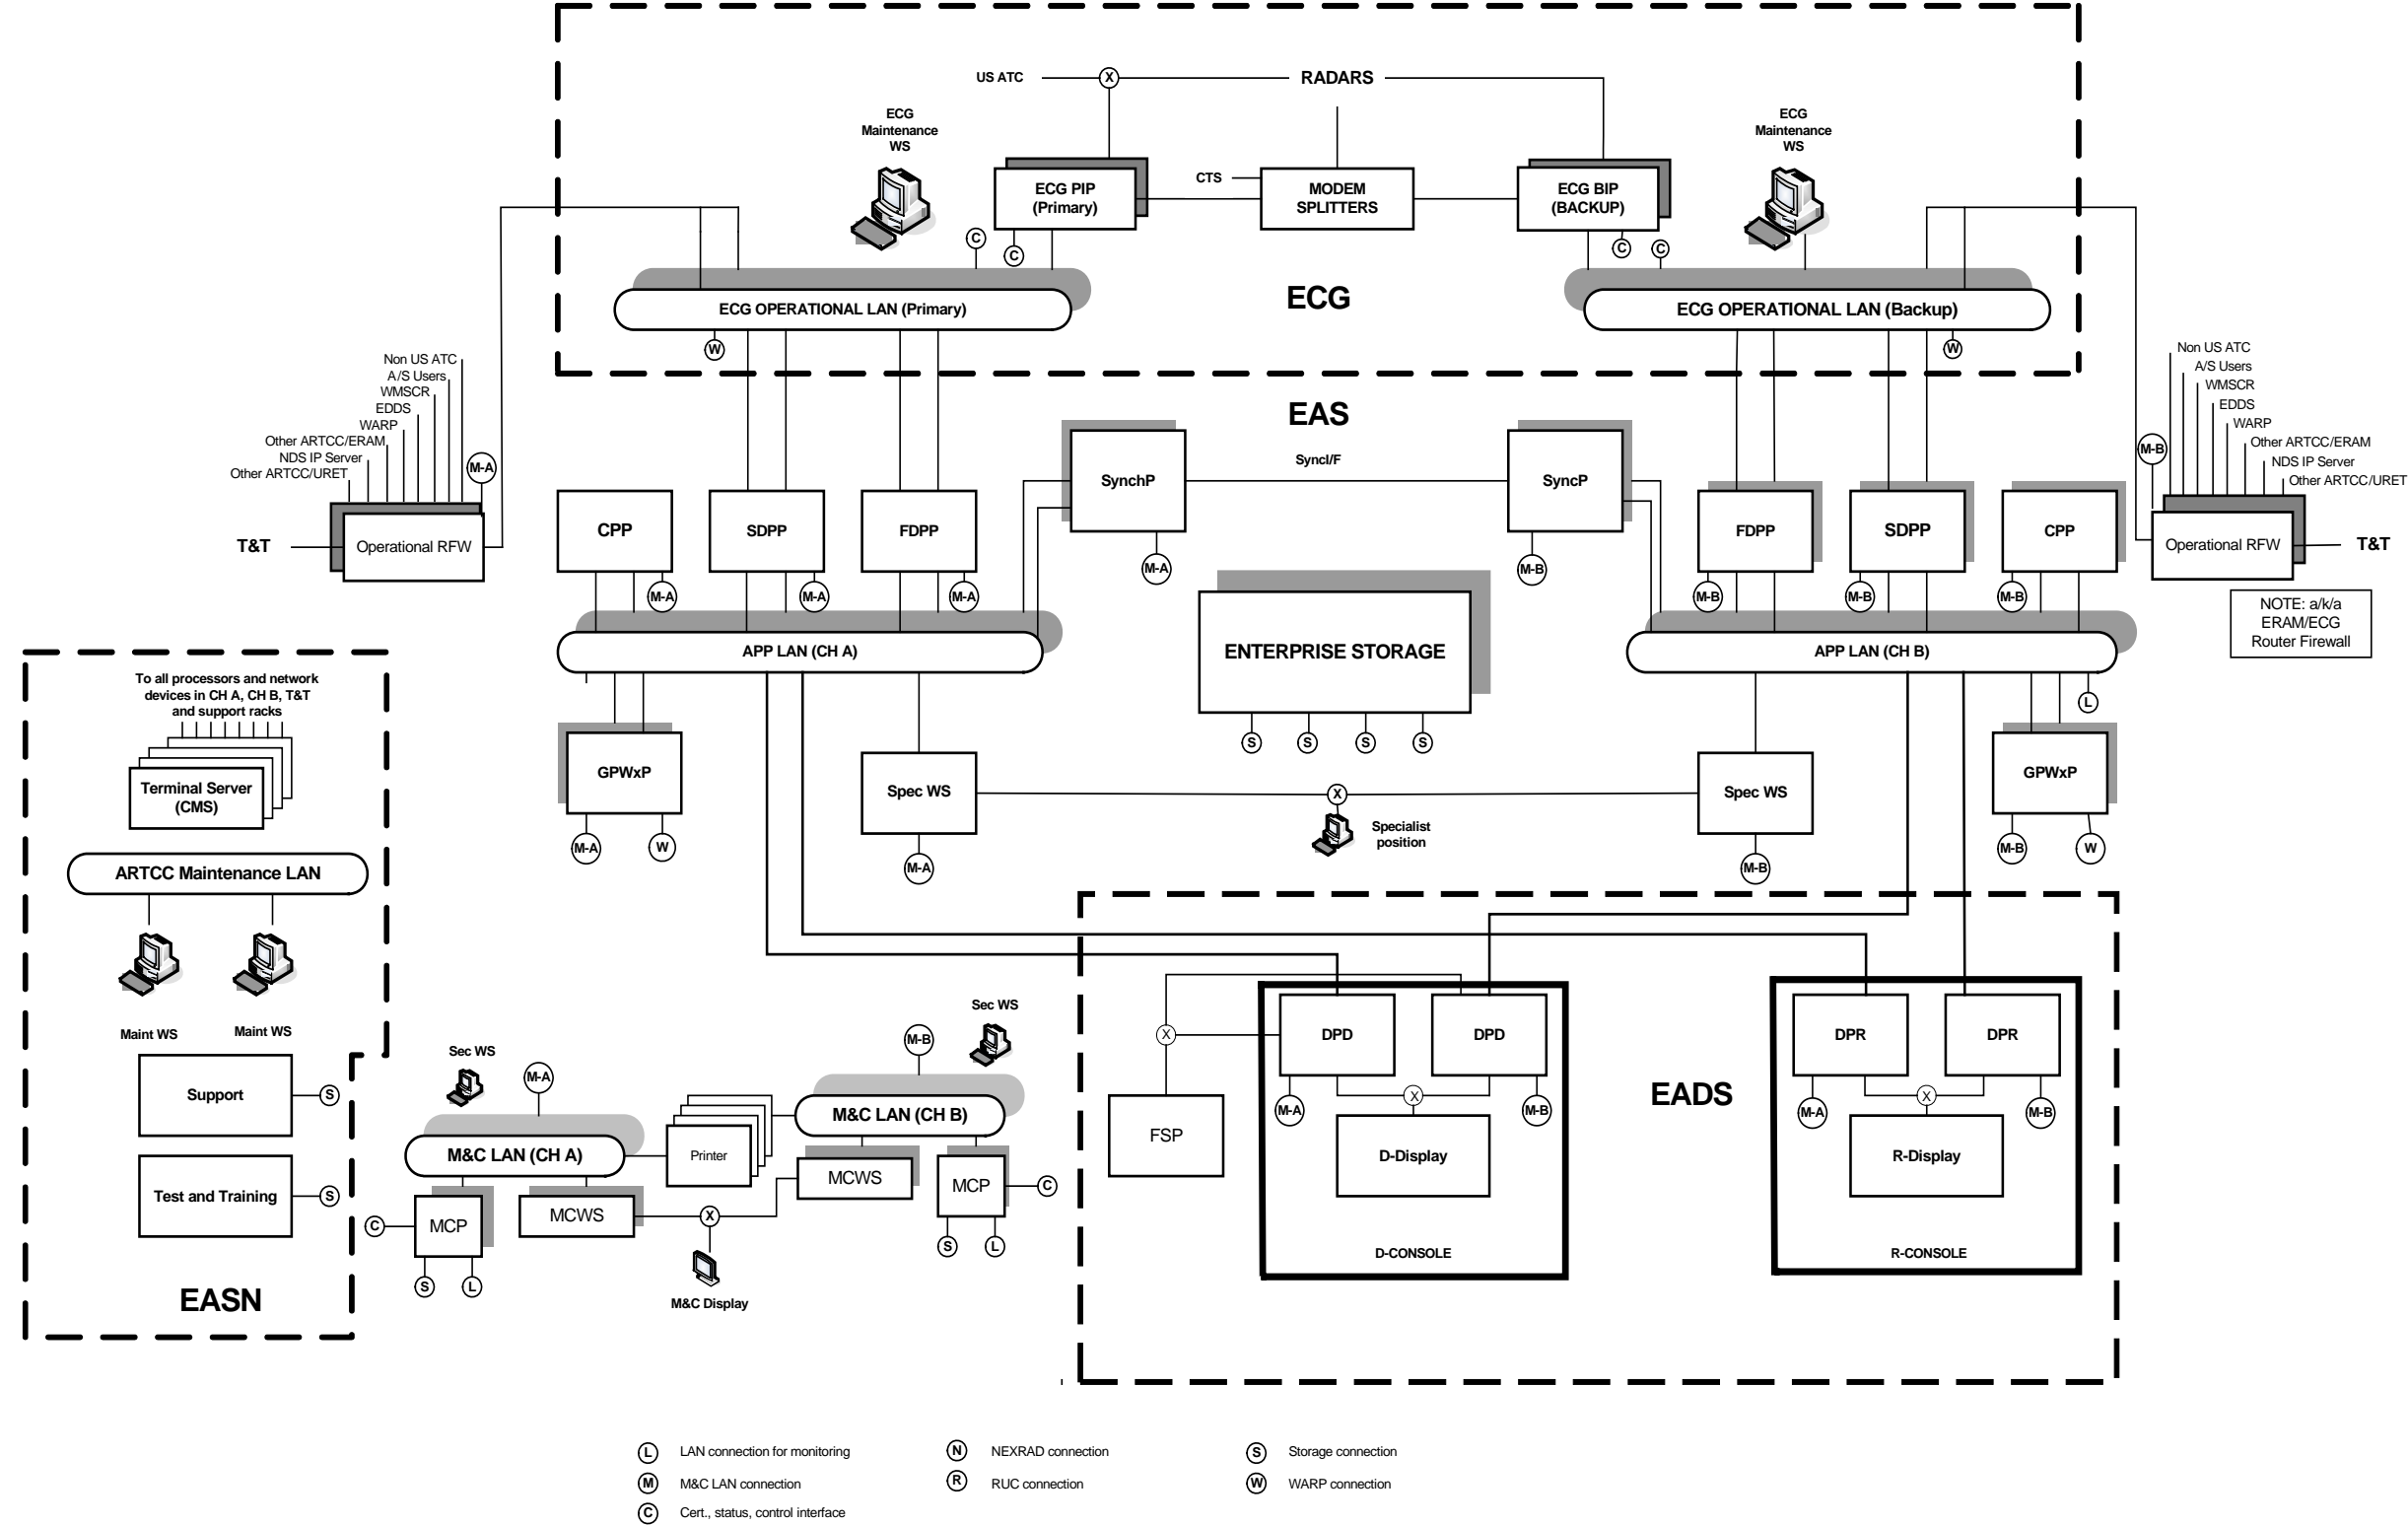 US ATC
X
RADARS
ECG
Maintenance
WS
ECG
Maintenance
WS
CTS
ECG PIP
(Primary)
MODEM
SPLITTERS
ECG BIP
(BACKUP)
C
C
C
C
ECG OPERATIONAL LAN (Primary)
ECG
ECG OPERATIONAL LAN (Backup)
W
W
Non US ATC
A/S Users
WMSCR
EDDS
WARP
Other ARTCC/ERAM
NDS IP Server
Other ARTCC/URET
M-A
T&T
Operational RFW
EAS
SynchP
SyncI/F
SyncP
M-A
M-B
CPP
SDPP
FDPP
M-A
M-A
M-A
FDPP
SDPP
CPP
M-B
M-B
M-B
Non US ATC
A/S Users
WMSCR
EDDS
WARP
Other ARTCC/ERAM
NDS IP Server
Other ARTCC/URET
M-B
Operational RFW
T&T
NOTE: a/k/a
ERAM/ECG
Router Firewall
APP LAN (CH A)
ENTERPRISE STORAGE
S
S
S
S
APP LAN (CH B)
L
To all processors and network
devices in CH A, CH B, T&T
and support racks
Terminal Server
(CMS)
ARTCC Maintenance LAN
Maint WS
Maint WS
Support
S
Test and Training
S
EASN
GPWxP
M-A
W
Spec WS
M-A
X
Specialist
position
Spec WS
M-B
GPWxP
M-B
W
Sec WS
M-A
M&C LAN (CH A)
Printer
MCP
C
S
L
MCWS
X
M&C Display
Sec WS
M-B
M&C LAN (CH B)
MCWS
MCP
C
S
L
X
FSP
DPD
DPD
M-A
X
M-B
D-Display
D-CONSOLE
EADS
DPR
DPR
M-A
X
M-B
R-Display
R-CONSOLE
L LAN connection for monitoring
M M&C LAN connection
C Cert., status, control interface
N NEXRAD connection
R RUC connection
S Storage connection
W WARP connection